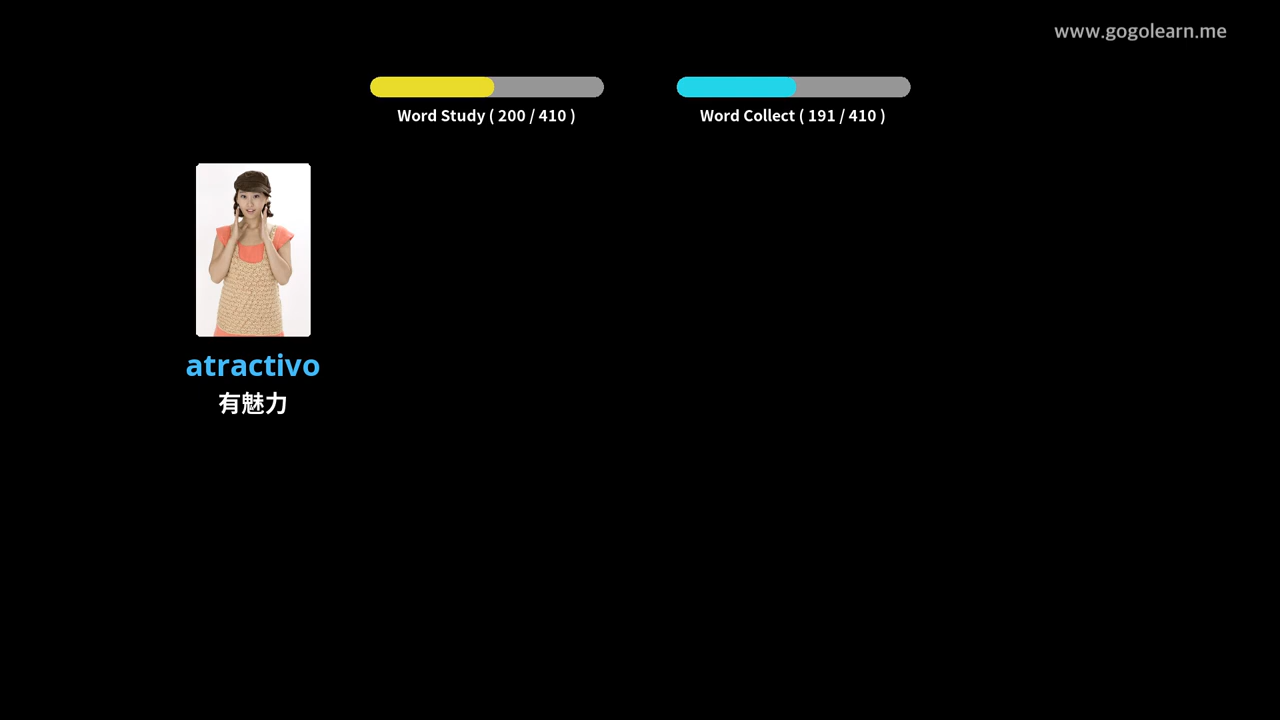 www.gogolearn.me
Word Study ( 200 / 410 )
Word Collect ( 191 / 410 )
atractivo
有魅力